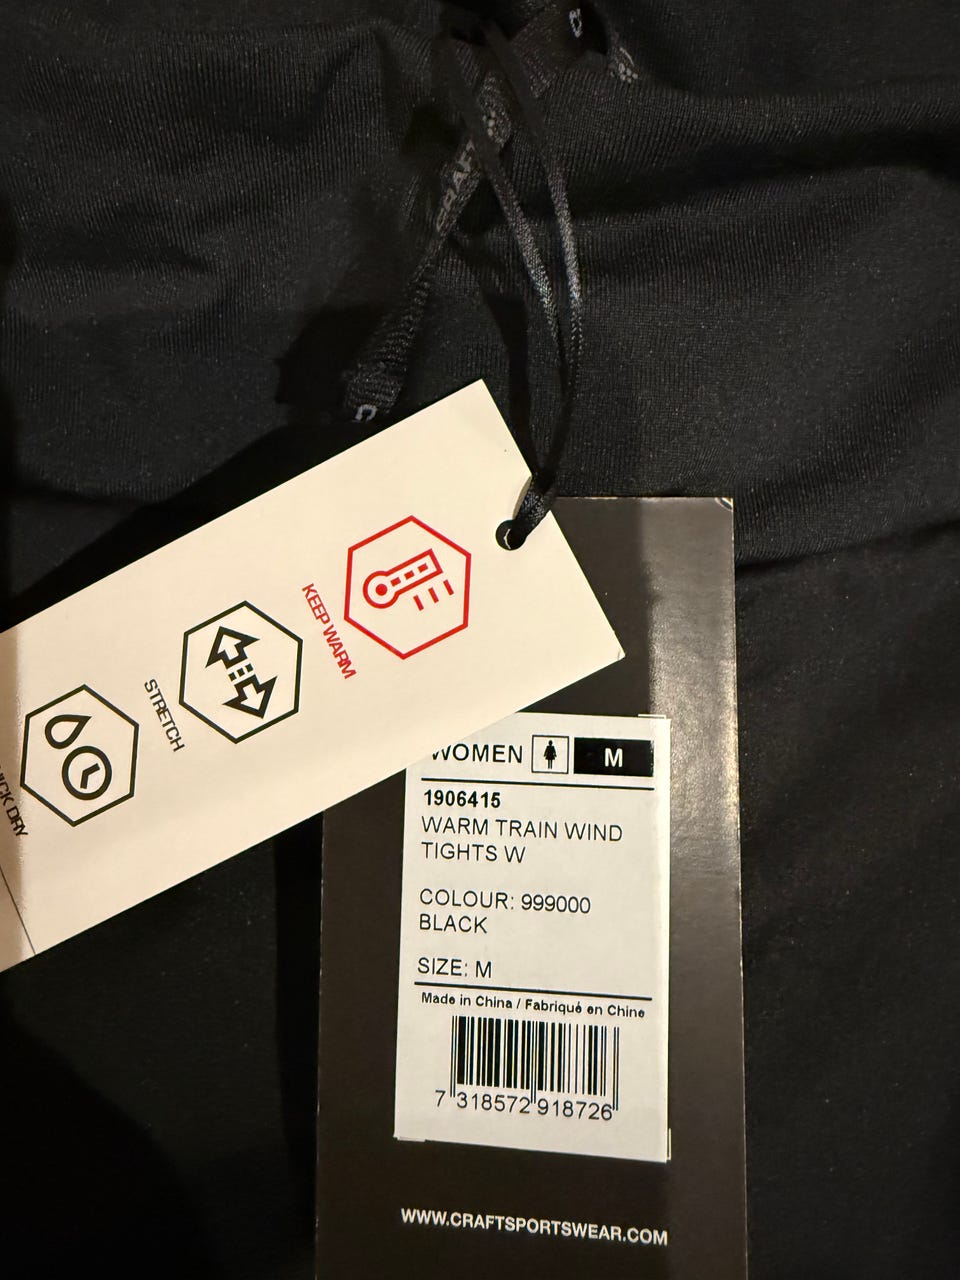 CRAFT
KEEP WARM
STRETCH
WOMEN M
1906415
WARM TRAIN WIND
TIGHTS W
COLOUR: 999000
BLACK
SIZE: M
Made in China / Fabriqué en Chine
7 318572 918726
WWW.CRAFTSPORTSWEAR.COM